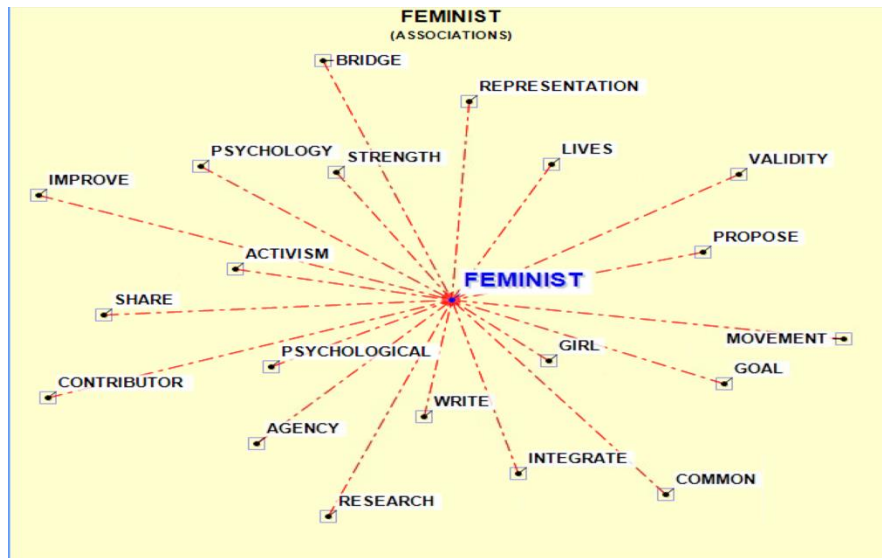 FEMINIST
(ASSOCIATIONS)
BRIDGE
REPRESENTATION
PSYCHOLOGY
STRENGTH
LIVES
VALIDITY
IMPROVE
PROPOSE
ACTIVISM
FEMINIST
SHARE
MOVEMENT
PSYCHOLOGICAL
GIRL
GOAL
CONTRIBUTOR
WRITE
AGENCY
INTEGRATE
COMMON
RESEARCH